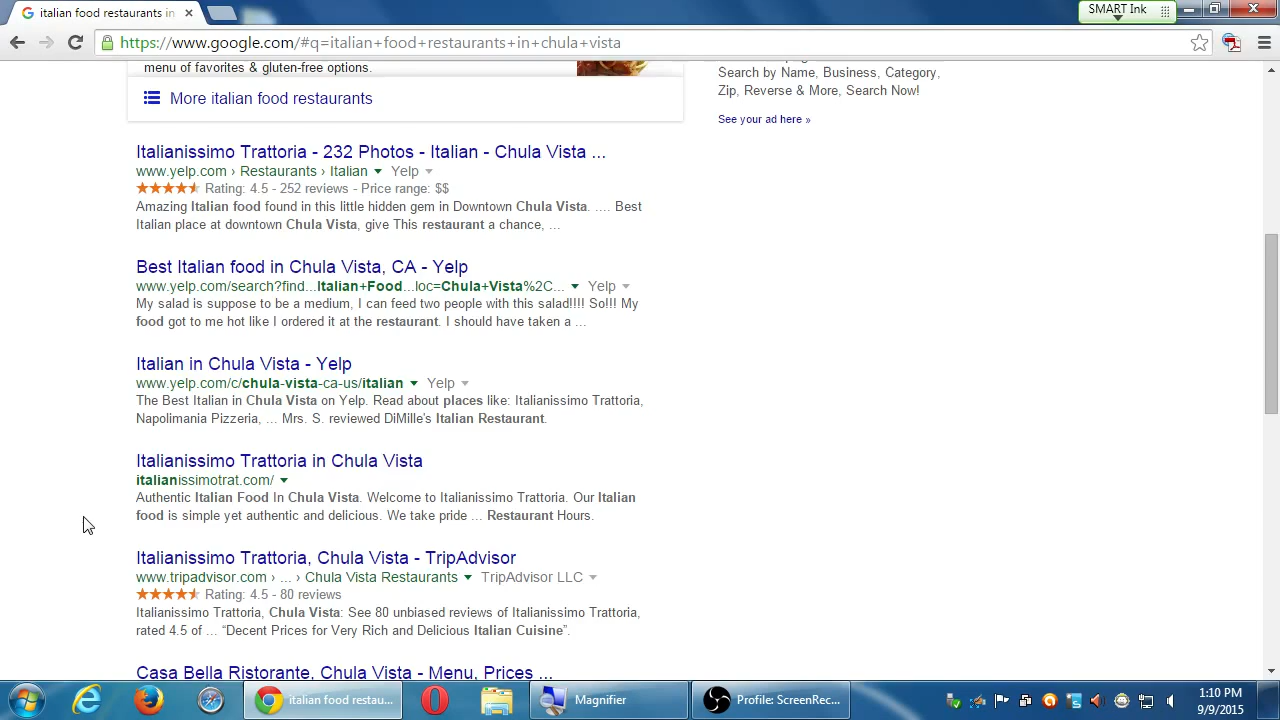 italian food restaurants in
SMART Ink
https://www.google.com/#q=italian+food+restaurants+in+chula+vista
menu of favorites & gluten-free options.
More italian food restaurants
Search by Name, Business, Category,
Zip, Reverse & More, Search Now!
See your ad here »
Italianissimo Trattoria - 232 Photos - Italian - Chula Vista ...
www.yelp.com › Restaurants › Italian ▼ Yelp ▼
Rating: 4.5 - 252 reviews - Price range: $$
Amazing Italian food found in this little hidden gem in Downtown Chula Vista. .... Best
Italian place at downtown Chula Vista, give This restaurant a chance, ...
Best Italian food in Chula Vista, CA - Yelp
www.yelp.com/search?find...Italian+Food...loc=Chula+Vista%2C... ▼ Yelp ▼
My salad is suppose to be a medium, I can feed two people with this salad!!!! So!!! My
food got to me hot like I ordered it at the restaurant. I should have taken a ...
Italian in Chula Vista - Yelp
www.yelp.com/c/chula-vista-ca-us/italian ▼ Yelp ▼
The Best Italian in Chula Vista on Yelp. Read about places like: Italianissimo Trattoria,
Napolimania Pizzeria, ... Mrs. S. reviewed DiMille's Italian Restaurant.
Italianissimo Trattoria in Chula Vista
italianissimotrat.com/ ▼
Authentic Italian Food In Chula Vista. Welcome to Italianissimo Trattoria. Our Italian
food is simple yet authentic and delicious. We take pride ... Restaurant Hours.
Italianissimo Trattoria, Chula Vista - TripAdvisor
www.tripadvisor.com › ... › Chula Vista Restaurants ▼ TripAdvisor LLC ▼
Rating: 4.5 - 80 reviews
Italianissimo Trattoria, Chula Vista: See 80 unbiased reviews of Italianissimo Trattoria,
rated 4.5 of ... “Decent Prices for Very Rich and Delicious Italian Cuisine”.
Casa Bella Ristorante, Chula Vista - Menu, Prices ...
italian food restau...
Magnifier
Profile: ScreenRec...
1:10 PM
9/9/2015